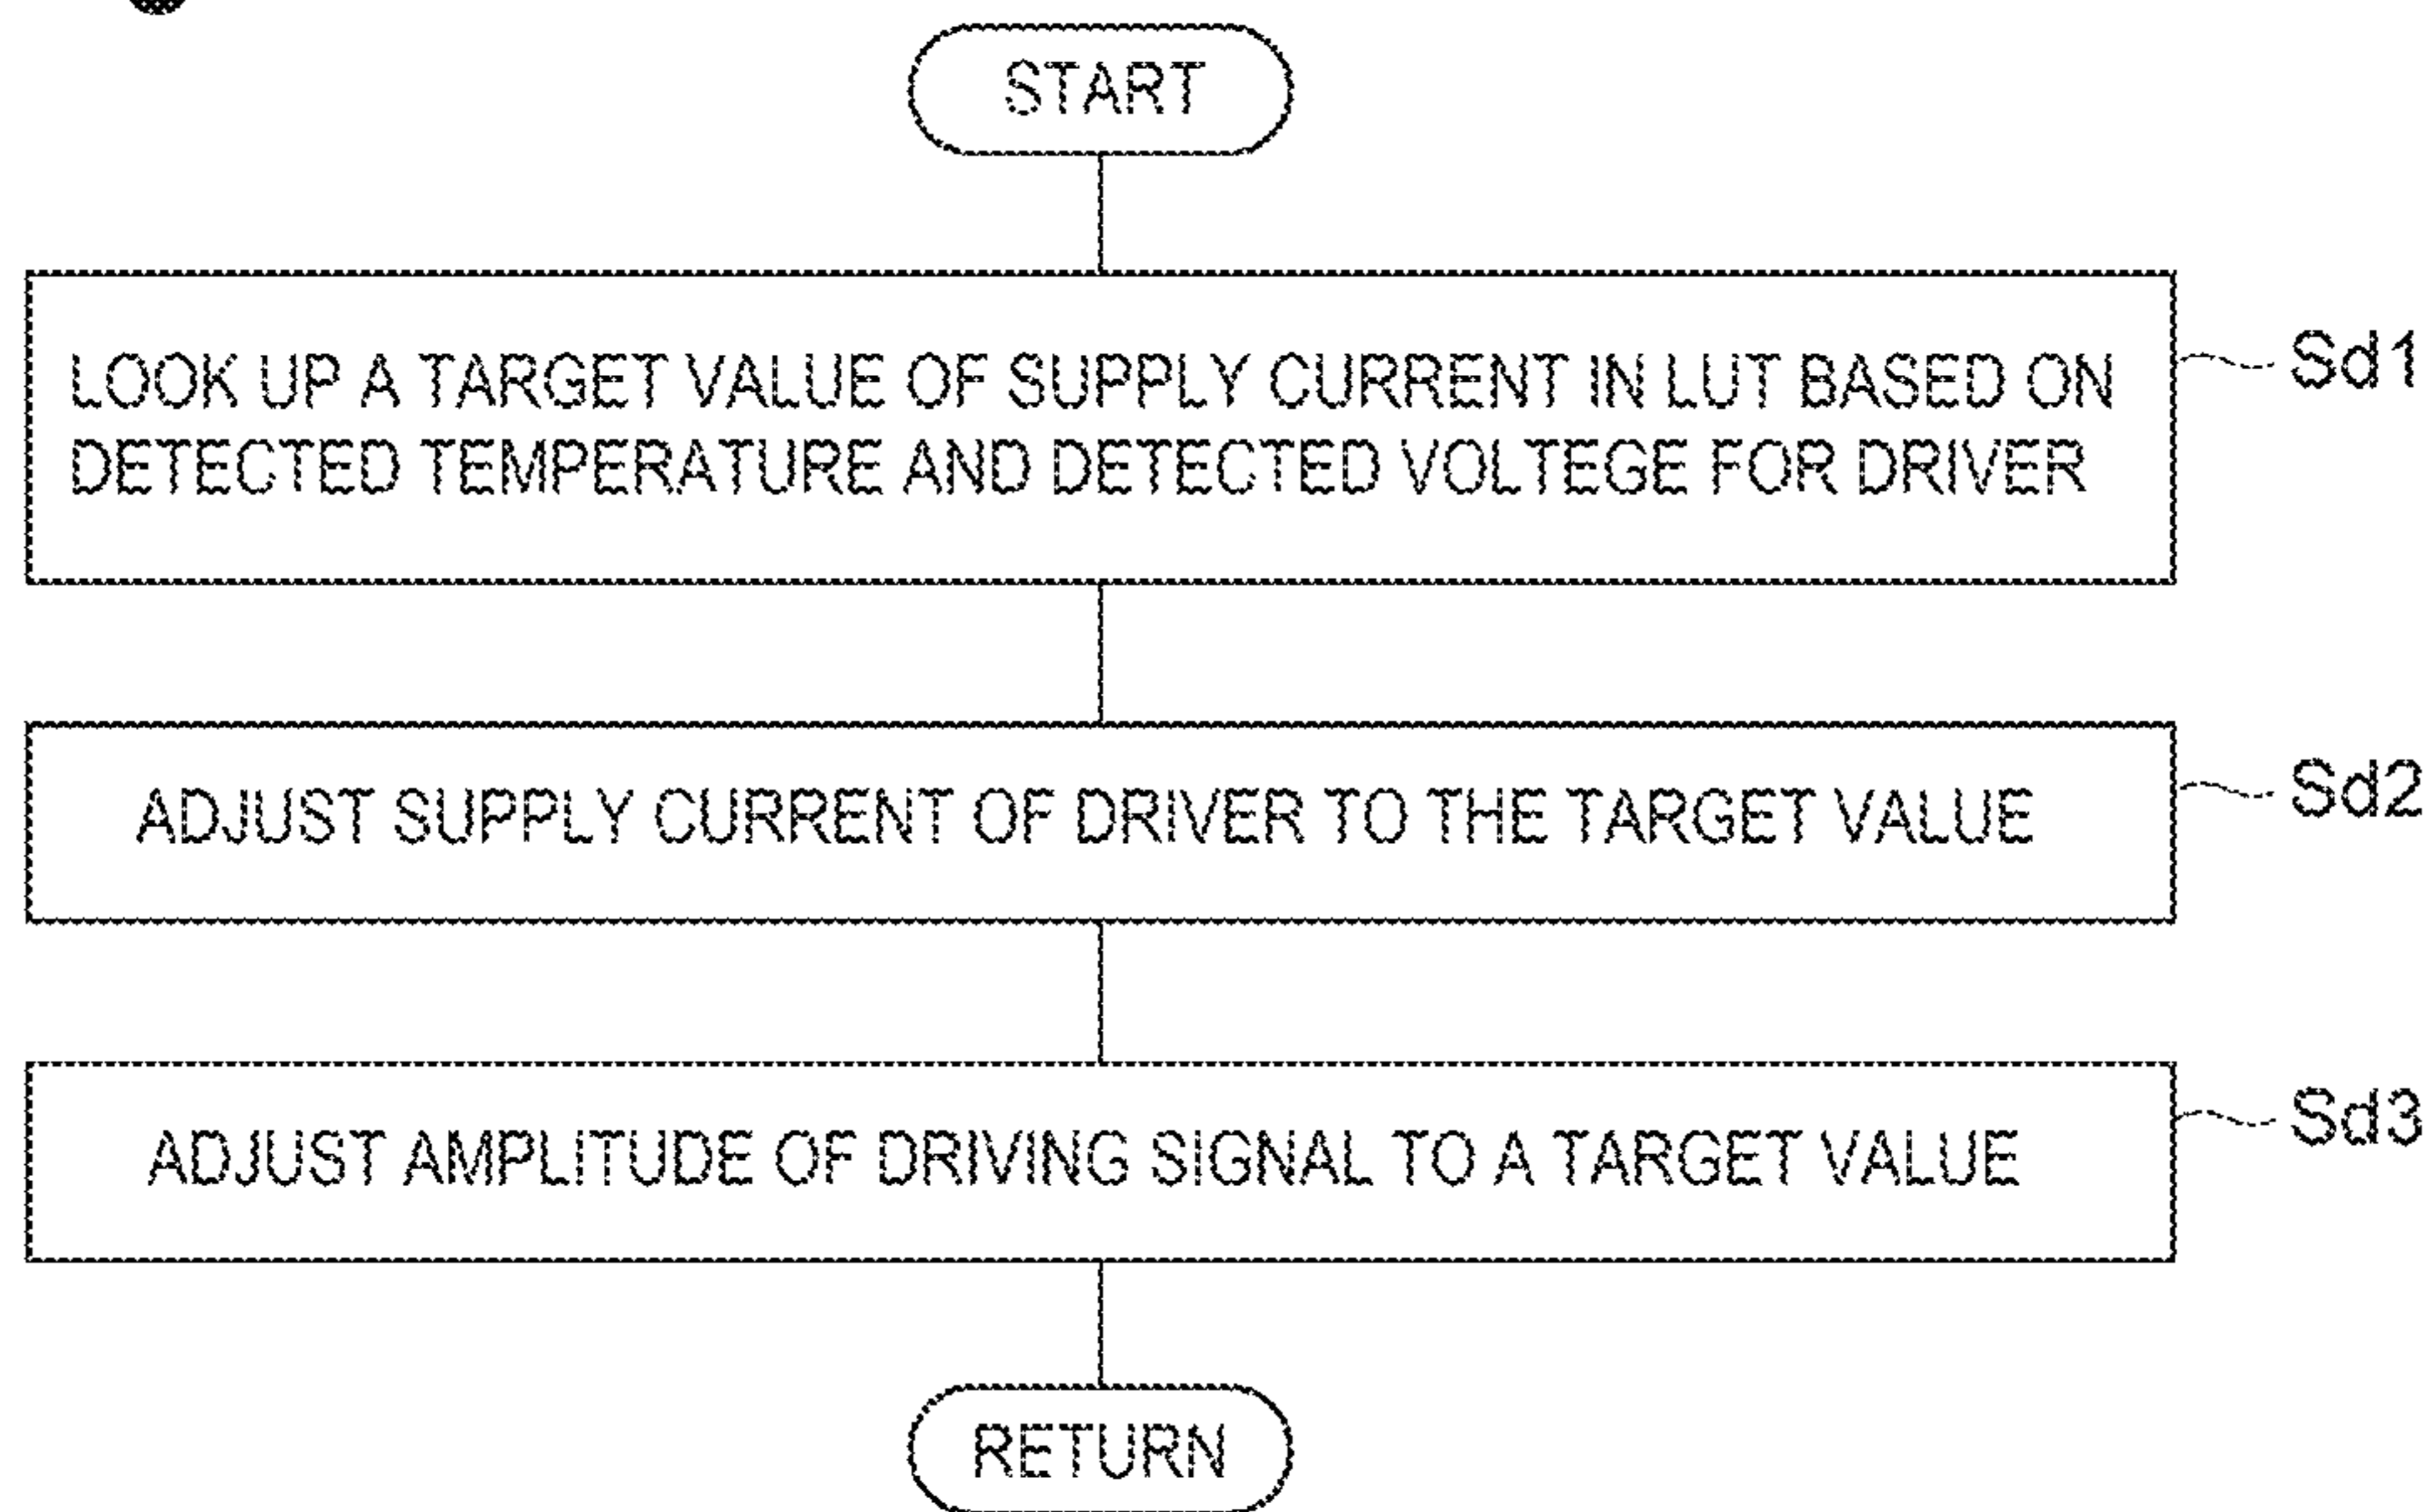 START
LOOK UP A TARGET VALUE OF SUPPLY CURRENT IN LUT BASED ON
DETECTED TEMPERATURE AND DETECTED VOLTEGE FOR DRIVER
Sd1
ADJUST SUPPLY CURRENT OF DRIVER TO THE TARGET VALUE
Sd2
ADJUST AMPLITUDE OF DRIVING SIGNAL TO A TARGET VALUE
Sd3
RETURN